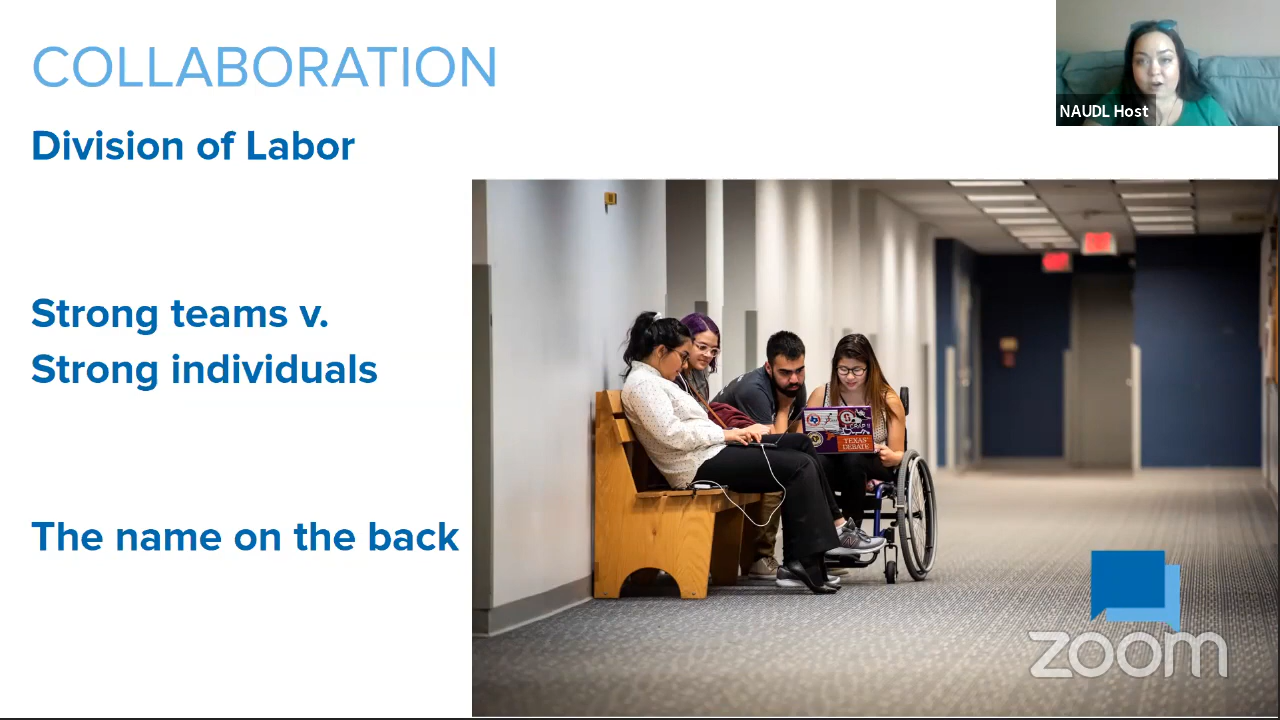 COLLABORATION
NAUDL Host
Division of Labor
Strong teams v.
Strong individuals
TEXAS
DEBATE
The name on the back
zoom